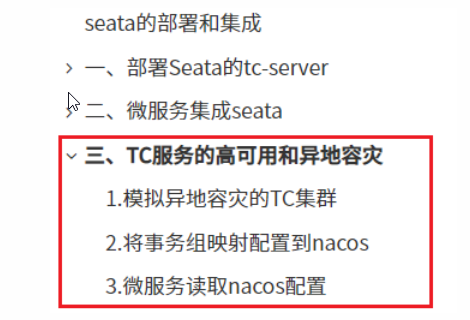 seata的部署和集成
一、部署Seata的tc-server
二、微服务集成seata
三、TC服务的高可用和异地容灾
1.模拟异地容灾的TC集群
2.将事务组映射配置到nacos
3.微服务读取nacos配置